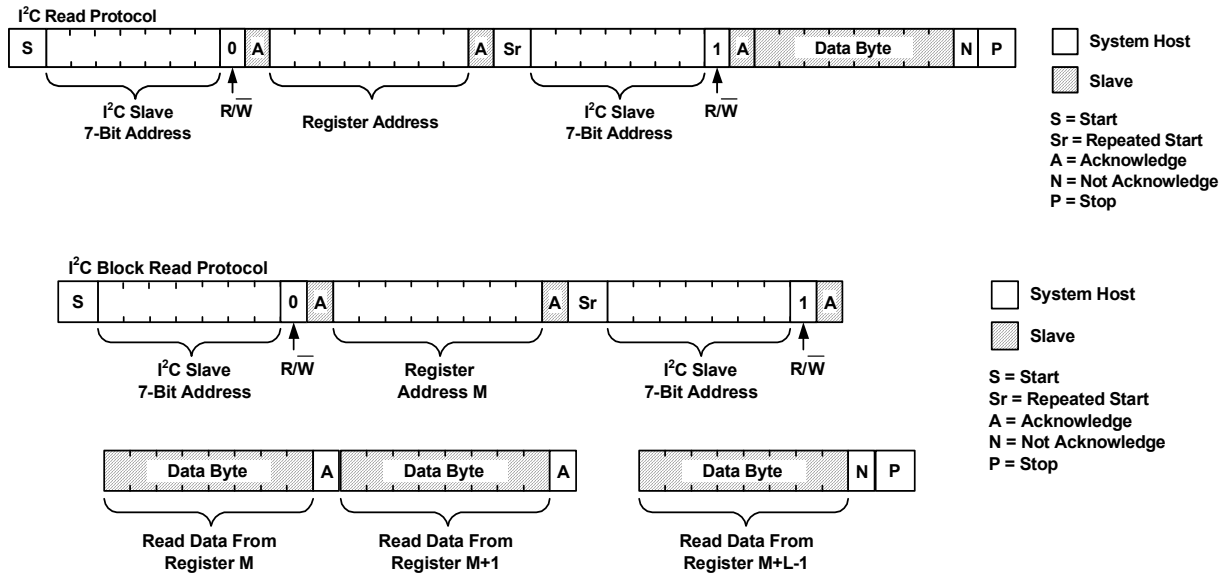 I²C Read Protocol
S 0 A A Sr 1 A Data Byte N P
I²C Slave
7-Bit Address
R/W̅
Register Address
I²C Slave
7-Bit Address
R/W̅
System Host
Slave
S = Start
Sr = Repeated Start
A = Acknowledge
N = Not Acknowledge
P = Stop
I²C Block Read Protocol
S 0 A A Sr 1 A
I²C Slave
7-Bit Address
R/W̅
Register
Address M
I²C Slave
7-Bit Address
R/W̅
System Host
Slave
S = Start
Sr = Repeated Start
A = Acknowledge
N = Not Acknowledge
P = Stop
Data Byte A Data Byte A Data Byte N P
Read Data From
Register M
Read Data From
Register M+1
Read Data From
Register M+L-1